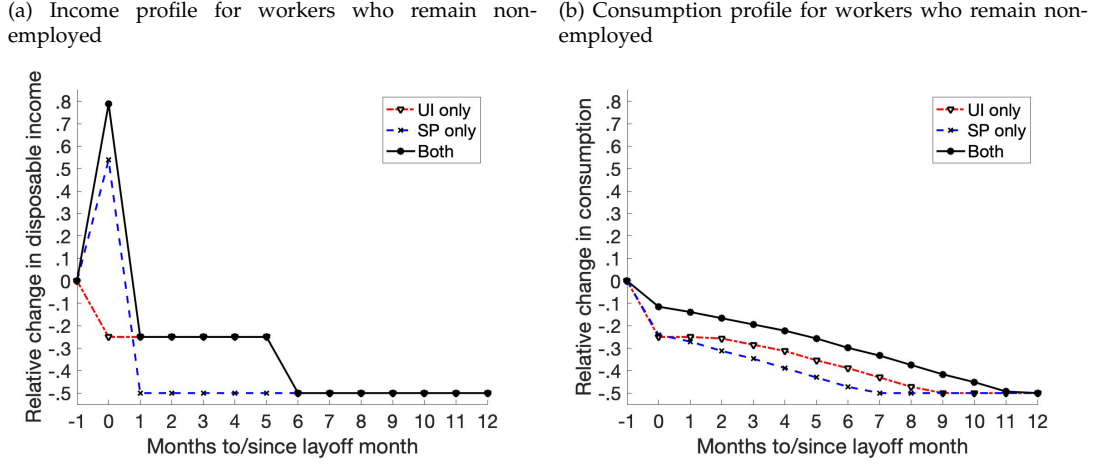 (a) Income profile for workers who remain non-
employed
Relative change in disposable income
.8
.7
.6
.5
.4
.3
.2
.1
0
-.1
-.2
-.3
-.4
-.5
UI only
SP only
Both
-1 0 1 2 3 4 5 6 7 8 9 10 11 12
Months to/since layoff month
(b) Consumption profile for workers who remain non-
employed
Relative change in consumption
.8
.7
.6
.5
.4
.3
.2
.1
0
-.1
-.2
-.3
-.4
-.5
UI only
SP only
Both
-1 0 1 2 3 4 5 6 7 8 9 10 11 12
Months to/since layoff month